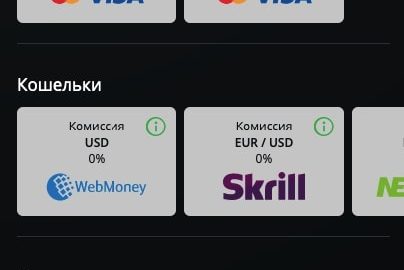 VISA VISA
Кошельки
Комиссия Комиссия
USD EUR / USD
0% 0%
WebMoney Skrill